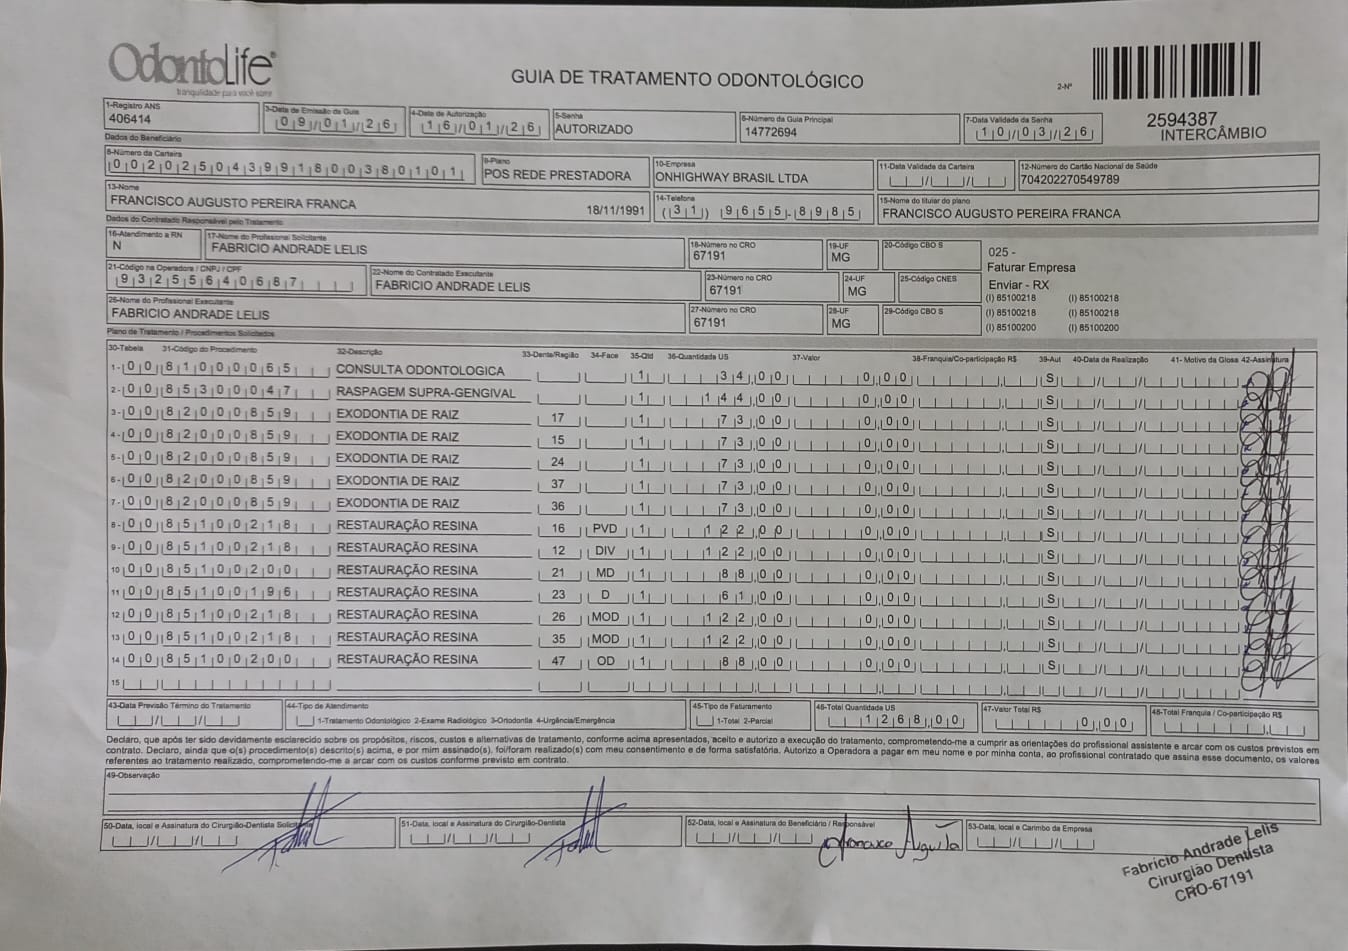 OdontoLife
tranquilidade para você sorrir
GUIA DE TRATAMENTO ODONTOLÓGICO
2-Nº
2594387
INTERCÂMBIO
1-Registro ANS
406414
3-Data de Emissão da Guia
09/01/26
4-Data de Autorização
16/01/26
5-Senha
AUTORIZADO
6-Número da Guia Principal
14772694
7-Data Validade da Senha
10/03/26
Dados do Beneficiário
8-Número da Carteira
00202504399180038 0101
9-Plano
POS REDE PRESTADORA
10-Empresa
ONHIGHWAY BRASIL LTDA
11-Data Validade da Carteira
12-Número do Cartão Nacional de Saúde
704202270549789
13-Nome
FRANCISCO AUGUSTO PEREIRA FRANCA 18/11/1991
14-Telefone
(31) 9655-8985
15-Nome do titular do plano
FRANCISCO AUGUSTO PEREIRA FRANCA
Dados do Contratado Responsável pelo Tratamento
16-Atendimento a RN
N
17-Nome do Profissional Solicitante
FABRICIO ANDRADE LELIS
18-Número no CRO
67191
19-UF
MG
20-Código CBO S
025 -
Faturar Empresa
Enviar - RX
(I) 85100218 (I) 85100218
(I) 85100218 (I) 85100218
(I) 85100200 (I) 85100200
21-Código na Operadora / CNPJ / CPF
93255640687
22-Nome do Contratado Executante
FABRICIO ANDRADE LELIS
23-Número no CRO
67191
24-UF
MG
25-Código CNES
26-Nome do Profissional Executante
FABRICIO ANDRADE LELIS
27-Número no CRO
67191
28-UF
MG
29-Código CBO S
Plano de Tratamento / Procedimentos Solicitados
30-Tabela 31-Código do Procedimento 32-Descrição 33-Dente/Região 34-Face 35-Qtd 36-Quantidade US 37-Valor 38-Franquia/Co-participação R$ 39-Aut 40-Data de Realização 41- Motivo da Glosa 42-Assinatura
1- 00 81000065 CONSULTA ODONTOLOGICA 1 34,00 0,00 S
2- 00 85300047 RASPAGEM SUPRA-GENGIVAL 1 144,00 0,00 S
3- 00 82000859 EXODONTIA DE RAIZ 17 1 73,00 0,00 S
4- 00 82000859 EXODONTIA DE RAIZ 15 1 73,00 0,00 S
5- 00 82000859 EXODONTIA DE RAIZ 24 1 73,00 0,00 S
6- 00 82000859 EXODONTIA DE RAIZ 37 1 73,00 0,00 S
7- 00 82000859 EXODONTIA DE RAIZ 36 1 73,00 0,00 S
8- 00 85100218 RESTAURAÇÃO RESINA 16 PVD 1 122,00 0,00 S
9- 00 85100218 RESTAURAÇÃO RESINA 12 DIV 1 122,00 0,00 S
10 00 85100200 RESTAURAÇÃO RESINA 21 MD 1 88,00 0,00 S
11 00 85100196 RESTAURAÇÃO RESINA 23 D 1 61,00 0,00 S
12 00 85100218 RESTAURAÇÃO RESINA 26 MOD 1 122,00 0,00 S
13 00 85100218 RESTAURAÇÃO RESINA 35 MOD 1 122,00 0,00 S
14 00 85100200 RESTAURAÇÃO RESINA 47 OD 1 88,00 0,00 S
15
43-Data Previsão Término do Tratamento
44-Tipo de Atendimento
1-Tratamento Odontológico 2-Exame Radiológico 3-Ortodontia 4-Urgência/Emergência
45-Tipo de Faturamento
1-Total 2-Parcial
46-Total Quantidade US
1268,00
47-Valor Total R$
0,00
48-Total Franquia / Co-participação R$
Declaro, que após ter sido devidamente esclarecido sobre os propósitos, riscos, custos e alternativas de tratamento, conforme acima apresentados, aceito e autorizo a execução do tratamento, comprometendo-me a cumprir as orientações do profissional assistente e arcar com os custos previstos em
contrato. Declaro, ainda que o(s) procedimento(s) descrito(s) acima, e por mim assinado(s), foi/foram realizado(s) com meu consentimento e de forma satisfatória. Autorizo a Operadora a pagar em meu nome e por minha conta, ao profissional contratado que assina esse documento, os valores
referentes ao tratamento realizado, comprometendo-me a arcar com os custos conforme previsto em contrato.
49-Observação
50-Data, local e Assinatura do Cirurgião-Dentista Solicitante
51-Data, local e Assinatura do Cirurgião-Dentista
52-Data, local e Assinatura do Beneficiário / Responsável
Francisco Augusto
53-Data, local e Carimbo da Empresa
Fabricio Andrade Lelis
Cirurgião Dentista
CRO-67191